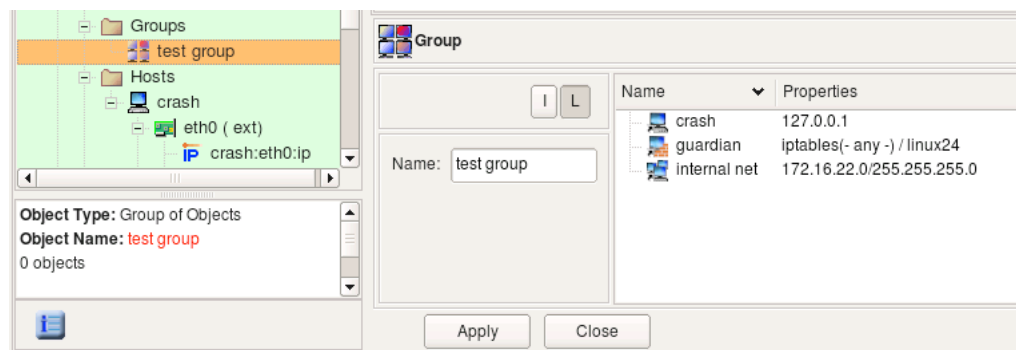 Groups
test group
Hosts
crash
eth0 ( ext)
IP crash:eth0:ip
Object Type: Group of Objects
Object Name: test group
0 objects
i
Group
I L
Name: test group
Name Properties
crash 127.0.0.1
guardian iptables(- any -) / linux24
internal net 172.16.22.0/255.255.255.0
Apply Close